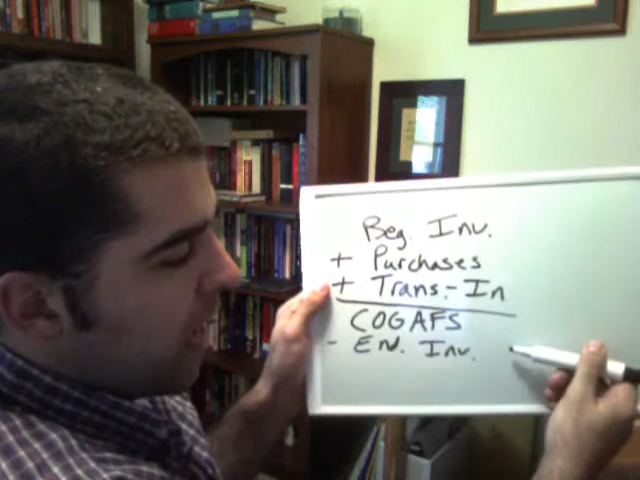 Beg. Inv.
+ Purchases
+ Trans.-In
COGAFS
- EN. Inv.